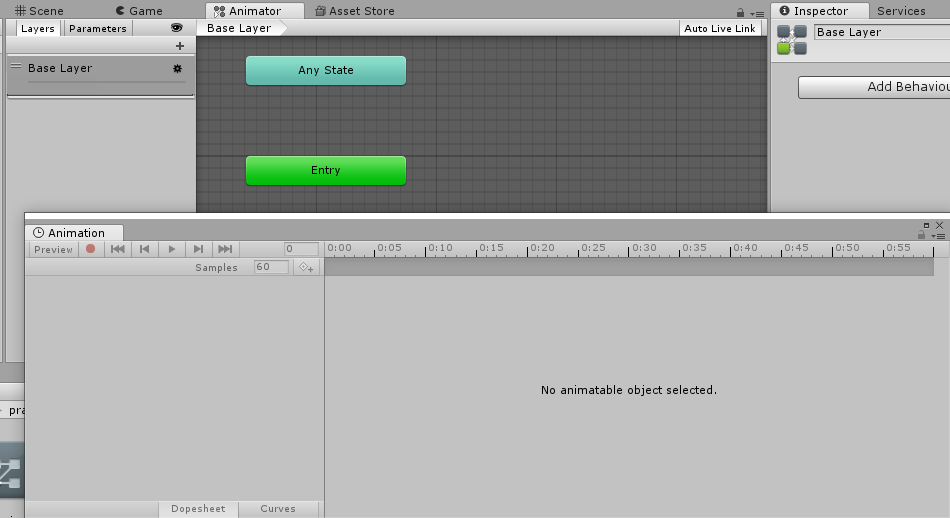 Scene Game Animator Asset Store Inspector Services
Layers Parameters Base Layer Auto Live Link Base Layer
Base Layer Any State
Add Behaviou
Entry
Animation
Preview 0 0:00 0:05 0:10 0:15 0:20 0:25 0:30 0:35 0:40 0:45 0:50 0:55
Samples 60
No animatable object selected.
pra
Dopesheet Curves